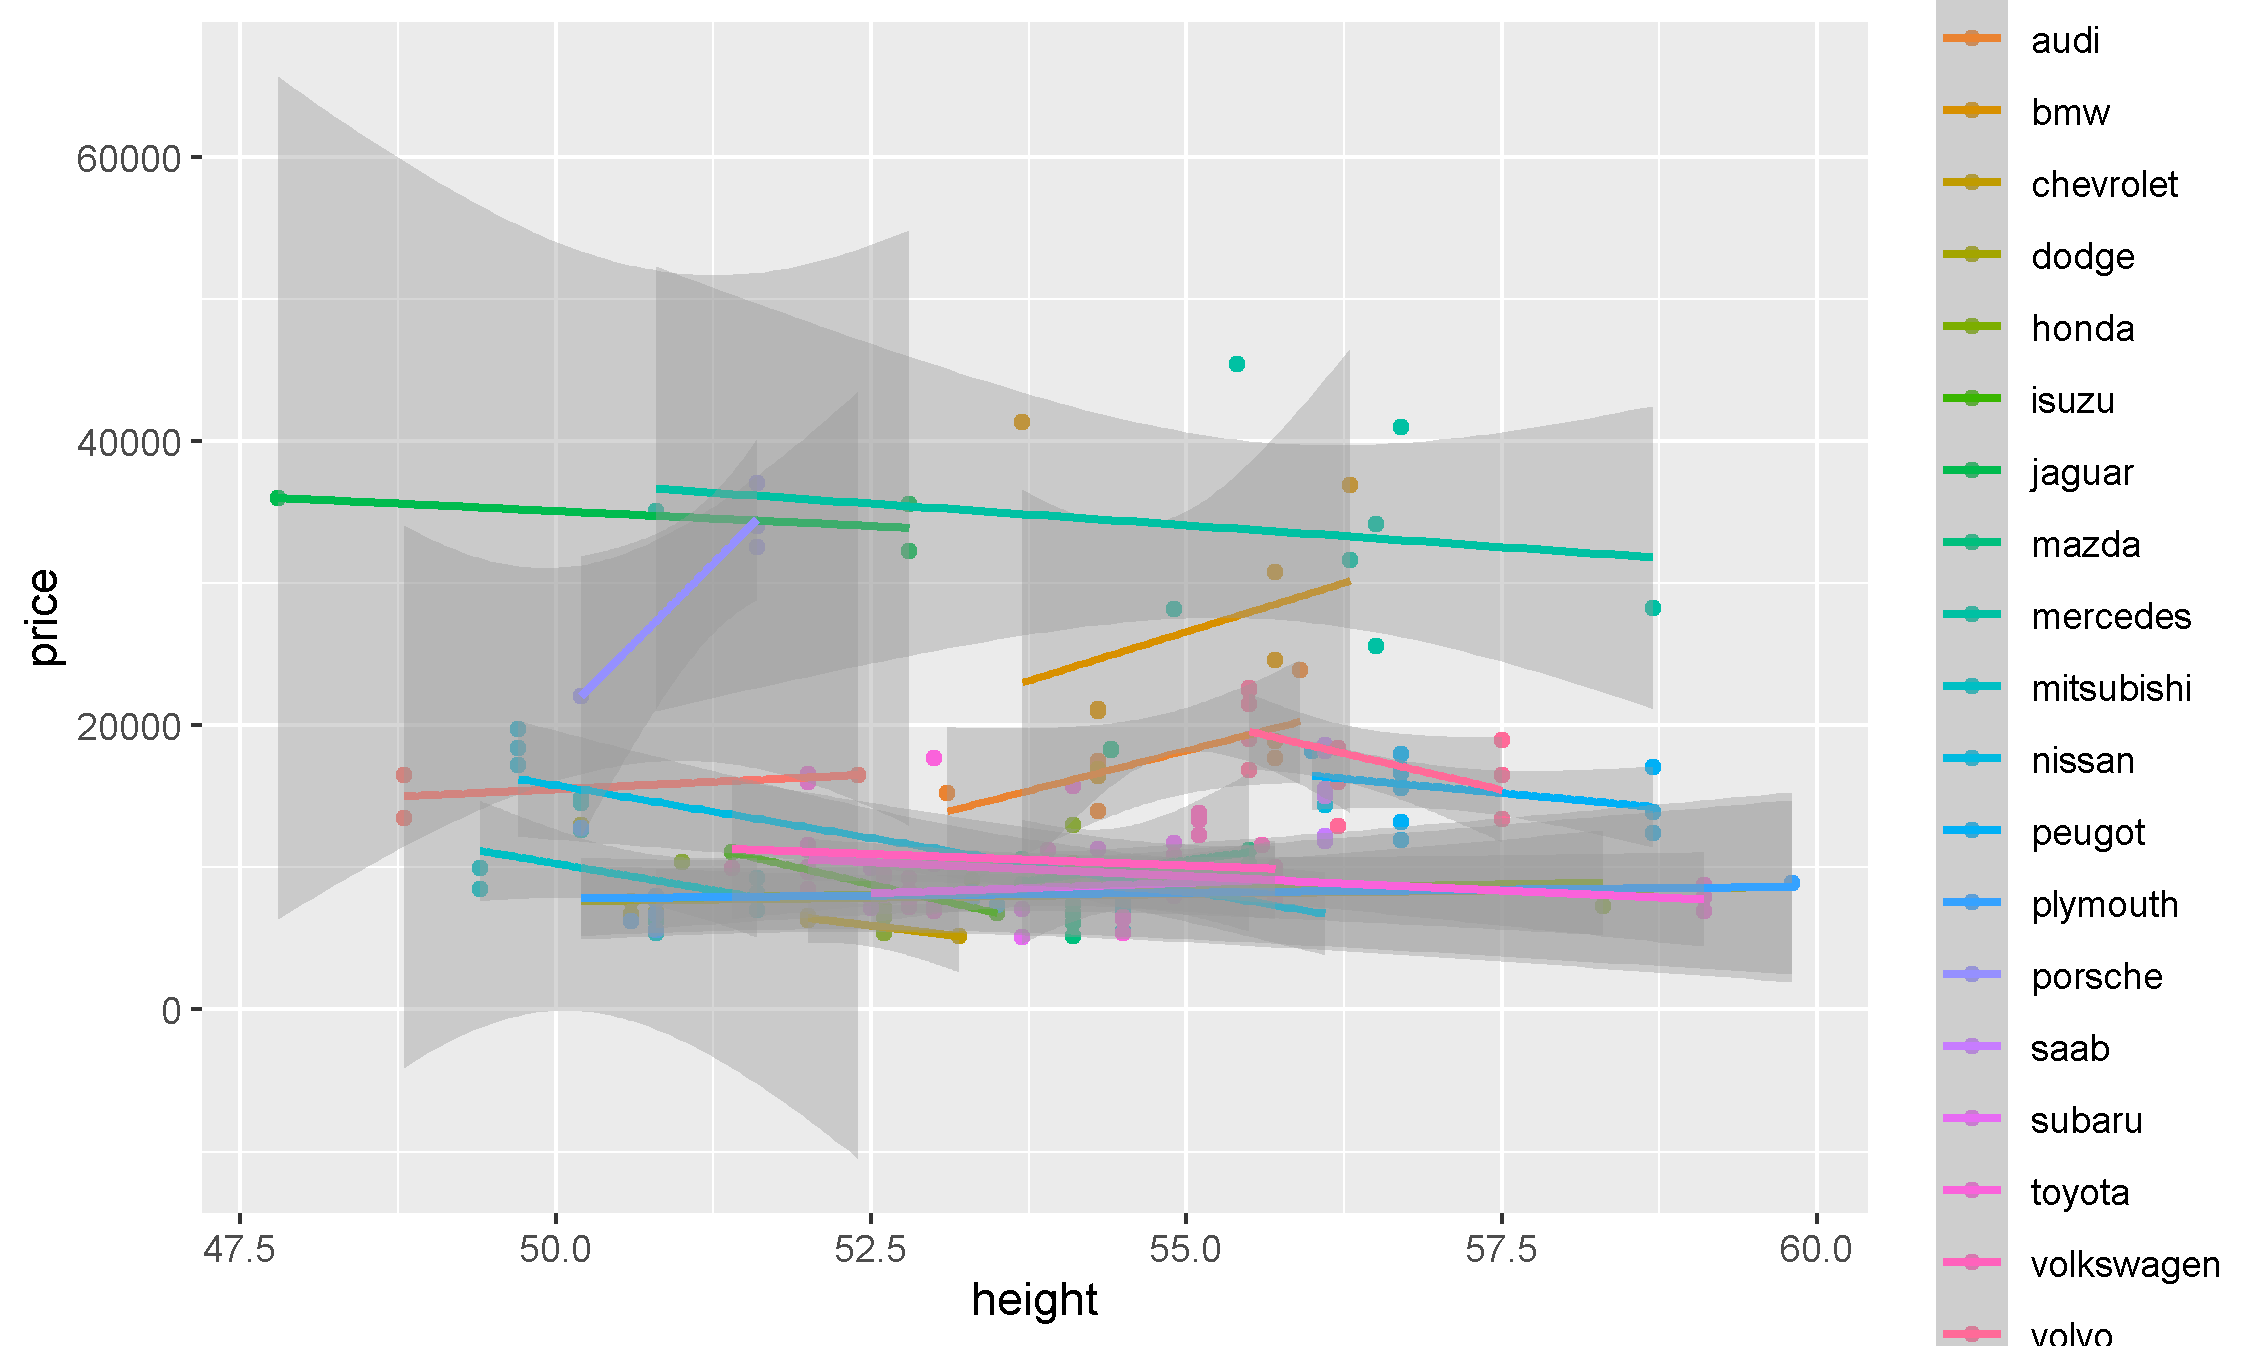 60000
40000
20000
0
price
47.5 50.0 52.5 55.0 57.5 60.0
height
audi
bmw
chevrolet
dodge
honda
isuzu
jaguar
mazda
mercedes
mitsubishi
nissan
peugot
plymouth
porsche
saab
subaru
toyota
volkswagen
volvo